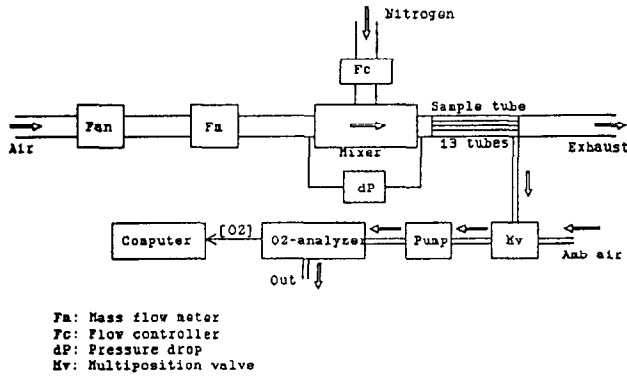 Nitrogen
Fc
Sample tube
Fan
Fm
Air
Mixer
13 tubes
Exhaust
dP
[O2]
Computer
O2-analyzer
Pump
Mv
Amb air
Out
Fm: Mass flow meter
Fc: Flow controller
dP: Pressure drop
Mv: Multiposition valve